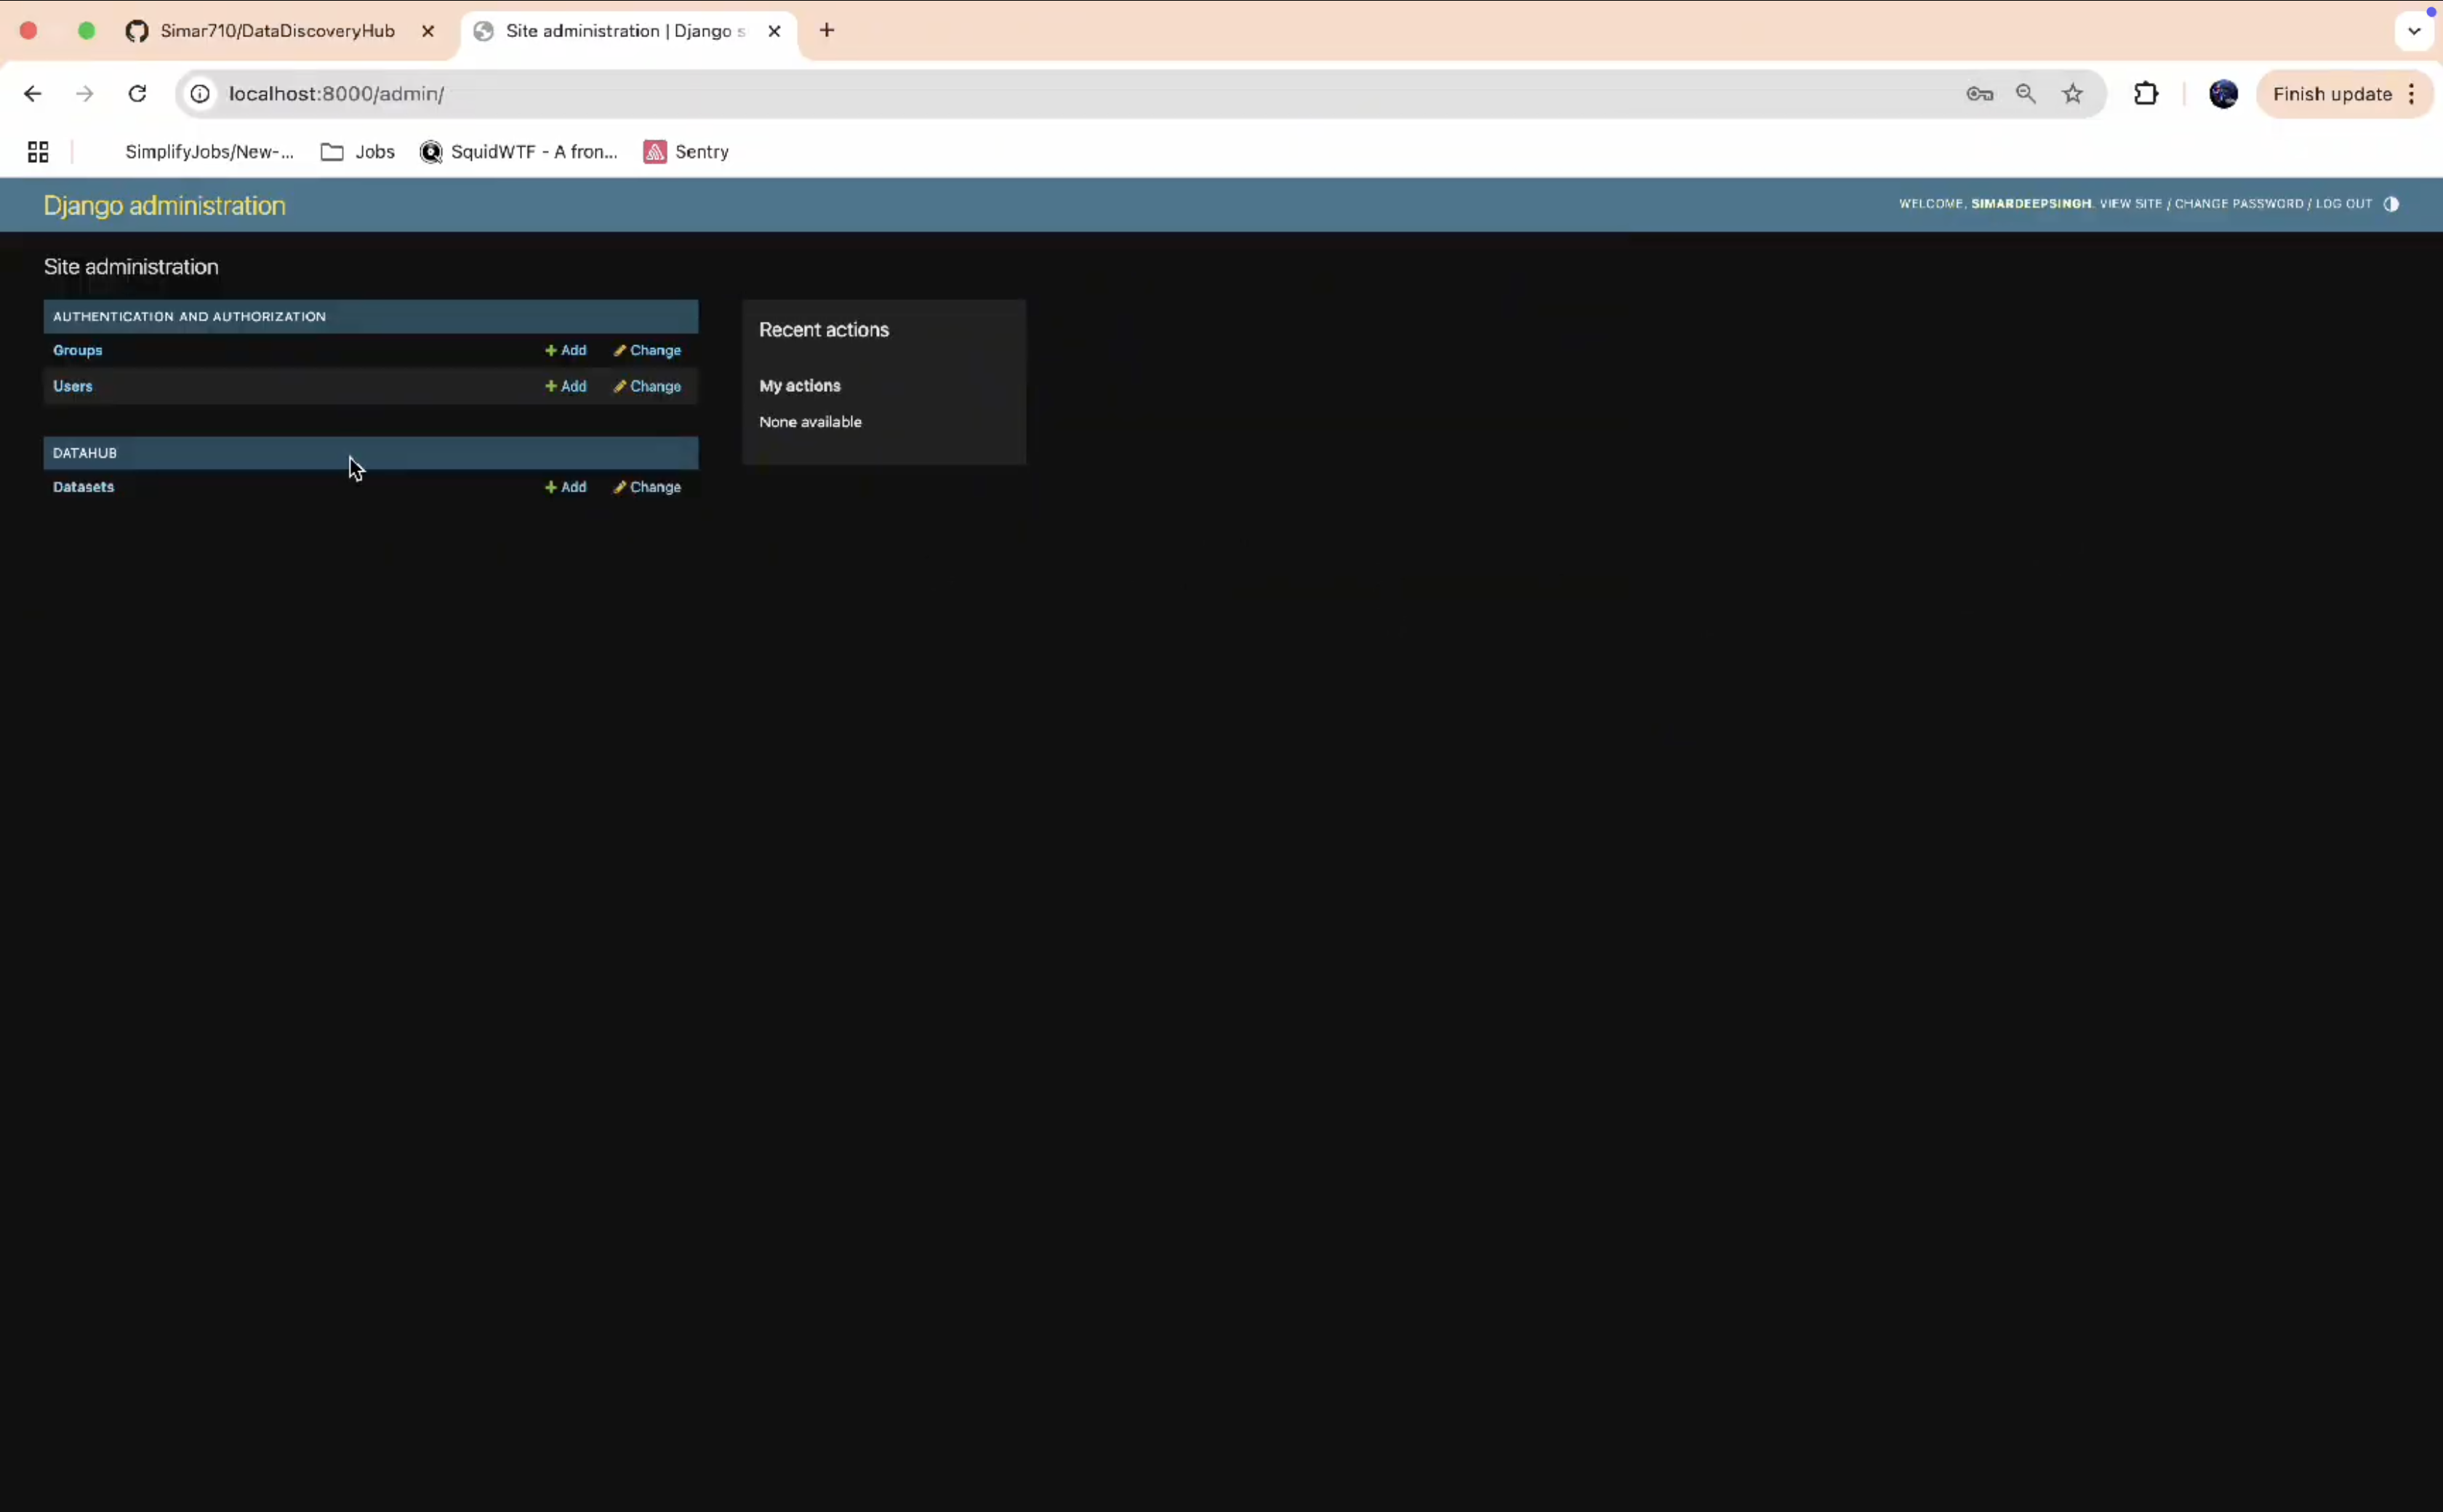 Simar710/DataDiscoveryHub
Site administration | Django s
localhost:8000/admin/
Finish update
SimplifyJobs/New-...
Jobs
SquidWTF - A fron...
Sentry
Django administration
WELCOME, SIMARDEEPSINGH. VIEW SITE / CHANGE PASSWORD / LOG OUT
Site administration
AUTHENTICATION AND AUTHORIZATION
Groups Add Change
Users Add Change
DATAHUB
Datasets Add Change
Recent actions
My actions
None available